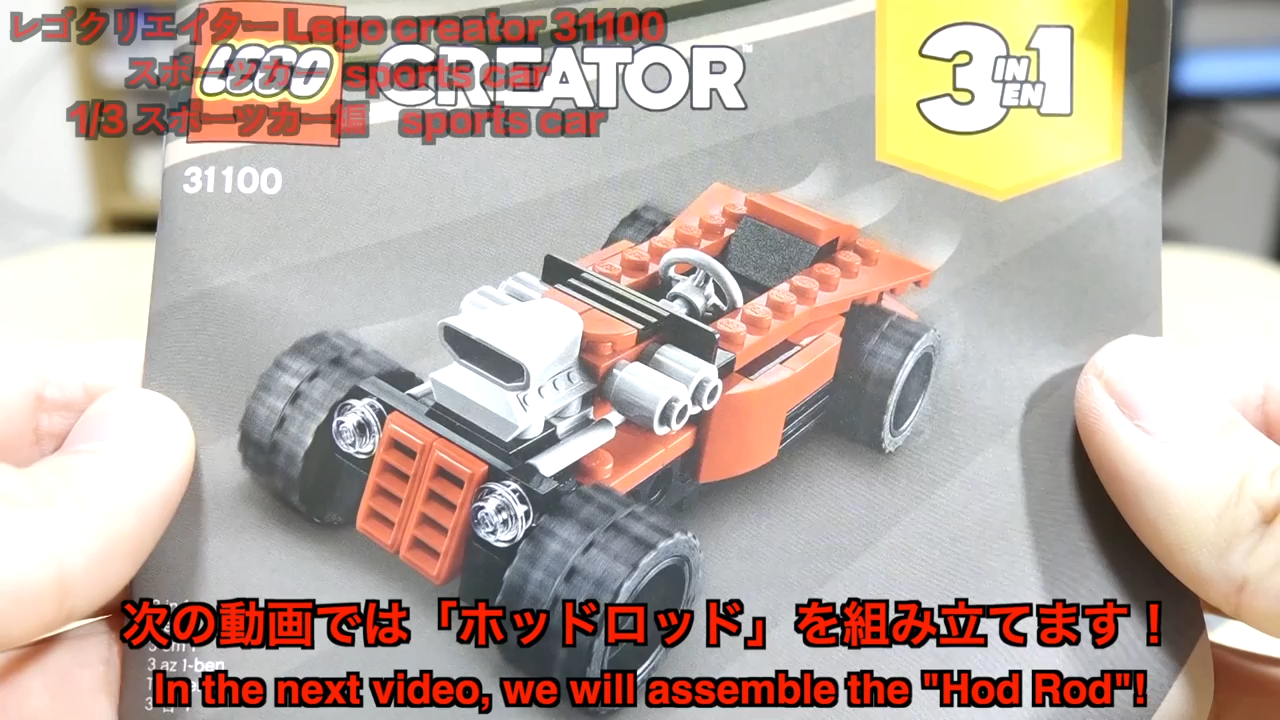 レゴクリエイター Lego creator 31100
スポーツカー sports car
1/3 スポーツカー編 sports car
LEGO CREATOR™
3 IN EN 1
31100
3 az 1-ben
次の動画では「ホッドロッド」を組み立てます！
In the next video, we will assemble the "Hod Rod"!